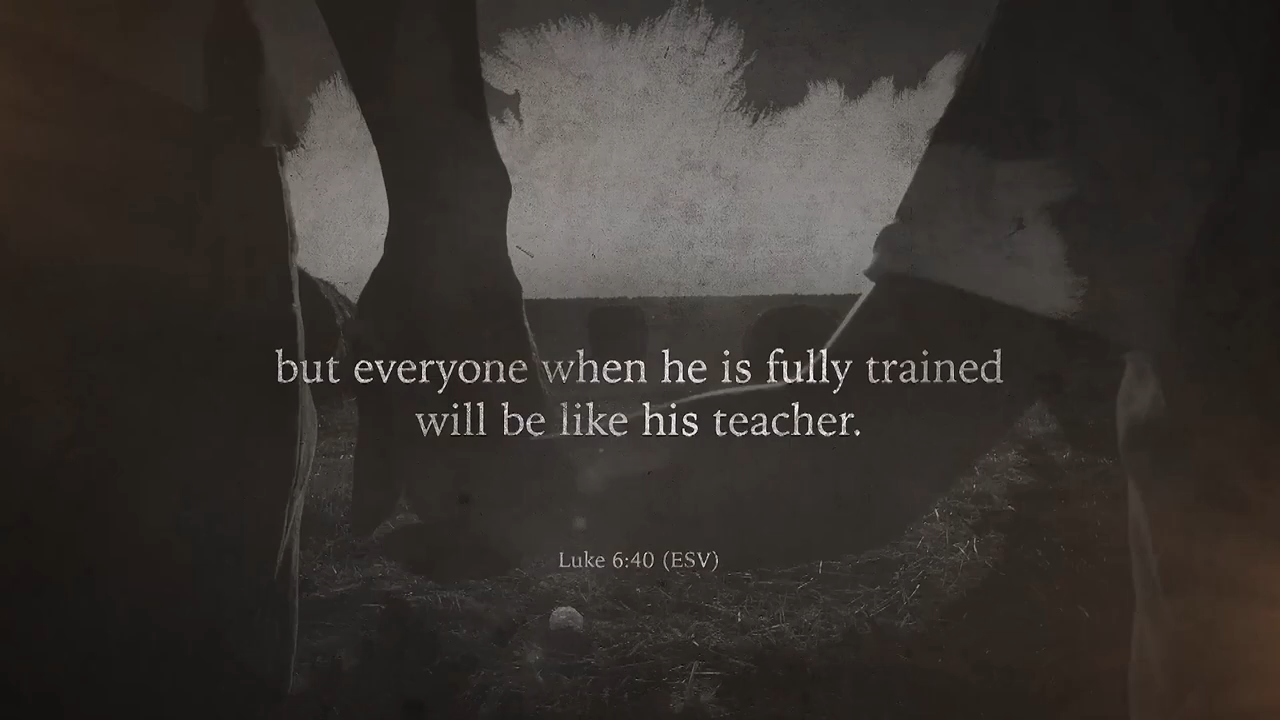 but everyone when he is fully trained
will be like his teacher.
Luke 6:40 (ESV)